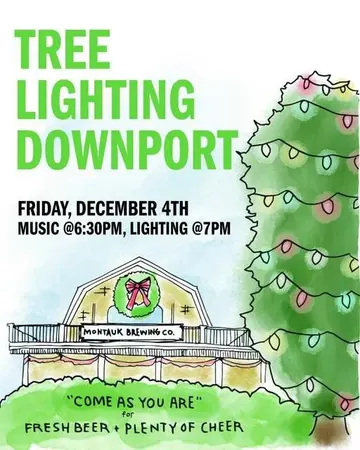 TREE
LIGHTING
DOWNPORT
FRIDAY, DECEMBER 4TH
MUSIC @6:30PM, LIGHTING @7PM
MONTAUK BREWING CO.
"COME AS YOU ARE"
for
FRESH BEER + PLENTY OF CHEER